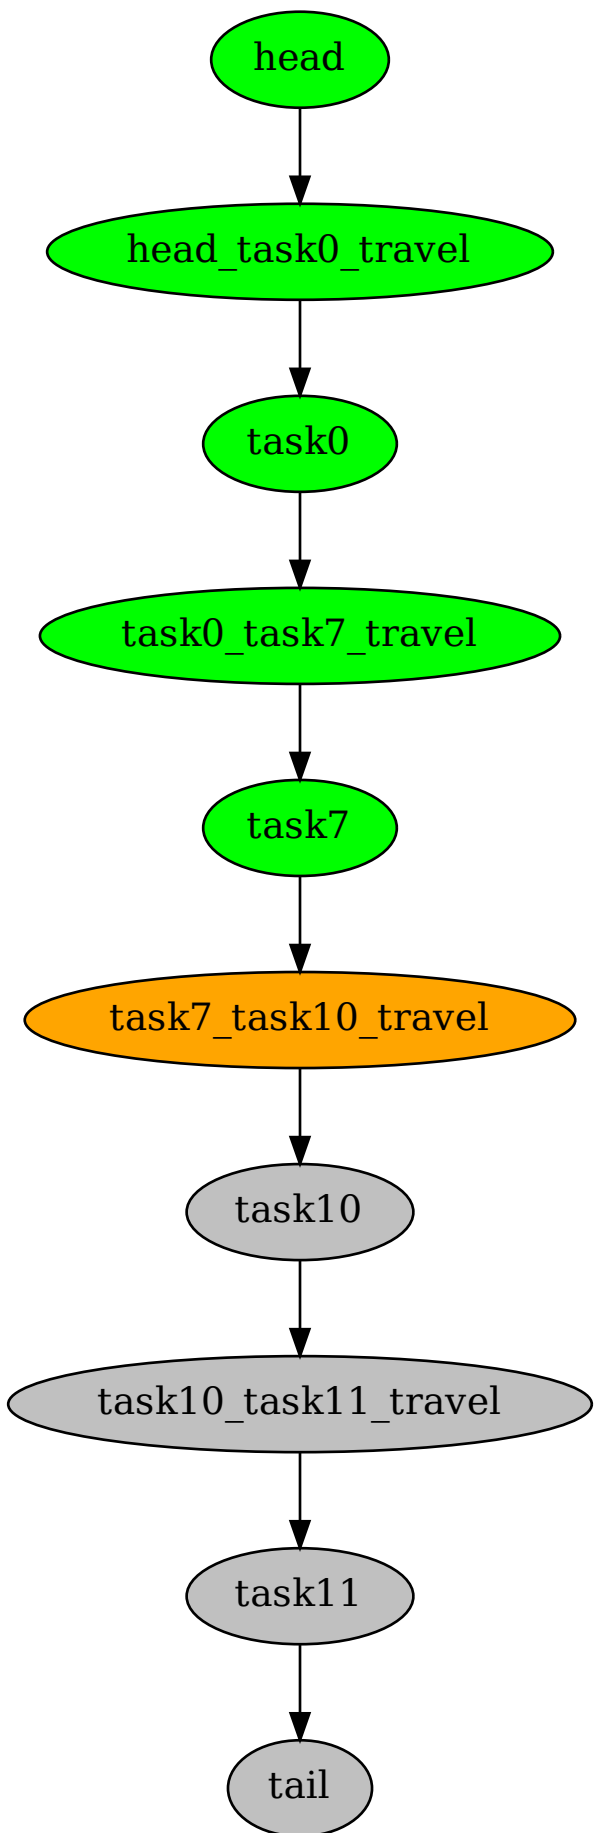 head
head_task0_travel
task0
task0_task7_travel
task7
task7_task10_travel
task10
task10_task11_travel
task11
tail